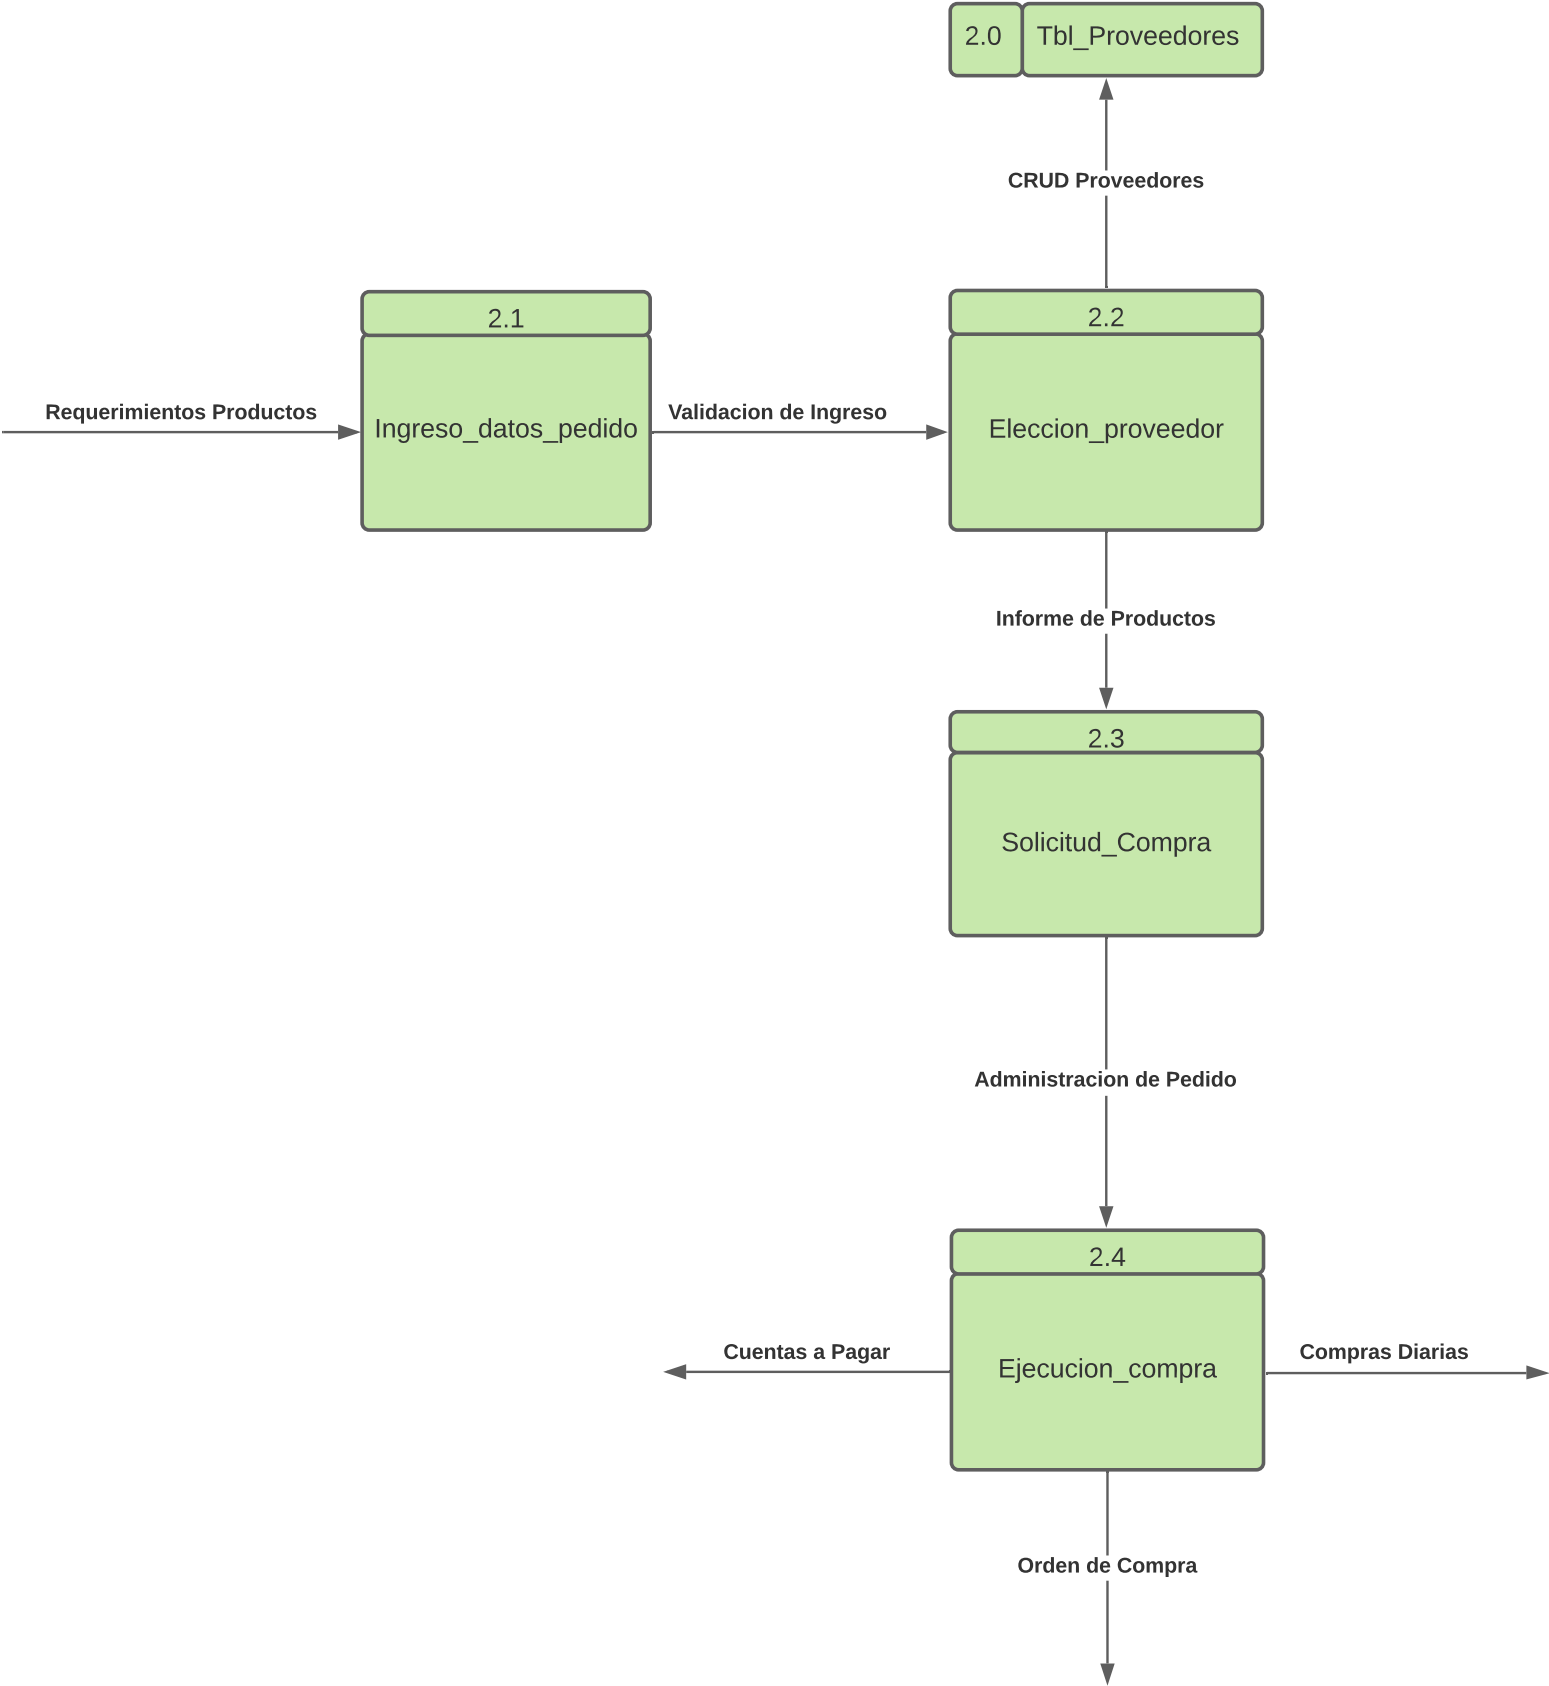 2.0 Tbl_Proveedores
CRUD Proveedores
2.1
2.2
Requerimientos Productos
Ingreso_datos_pedido
Validacion de Ingreso
Eleccion_proveedor
Informe de Productos
2.3
Solicitud_Compra
Administracion de Pedido
2.4
Cuentas a Pagar
Ejecucion_compra
Compras Diarias
Orden de Compra